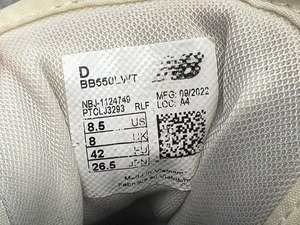 D
BB550LWT
NBJ-1124749
PTCLJ3293 RLF
MFG: 09/2022
LOC: A4
8.5 US
8 UK
42 EU
26.5 JPN
Made in Vietnam